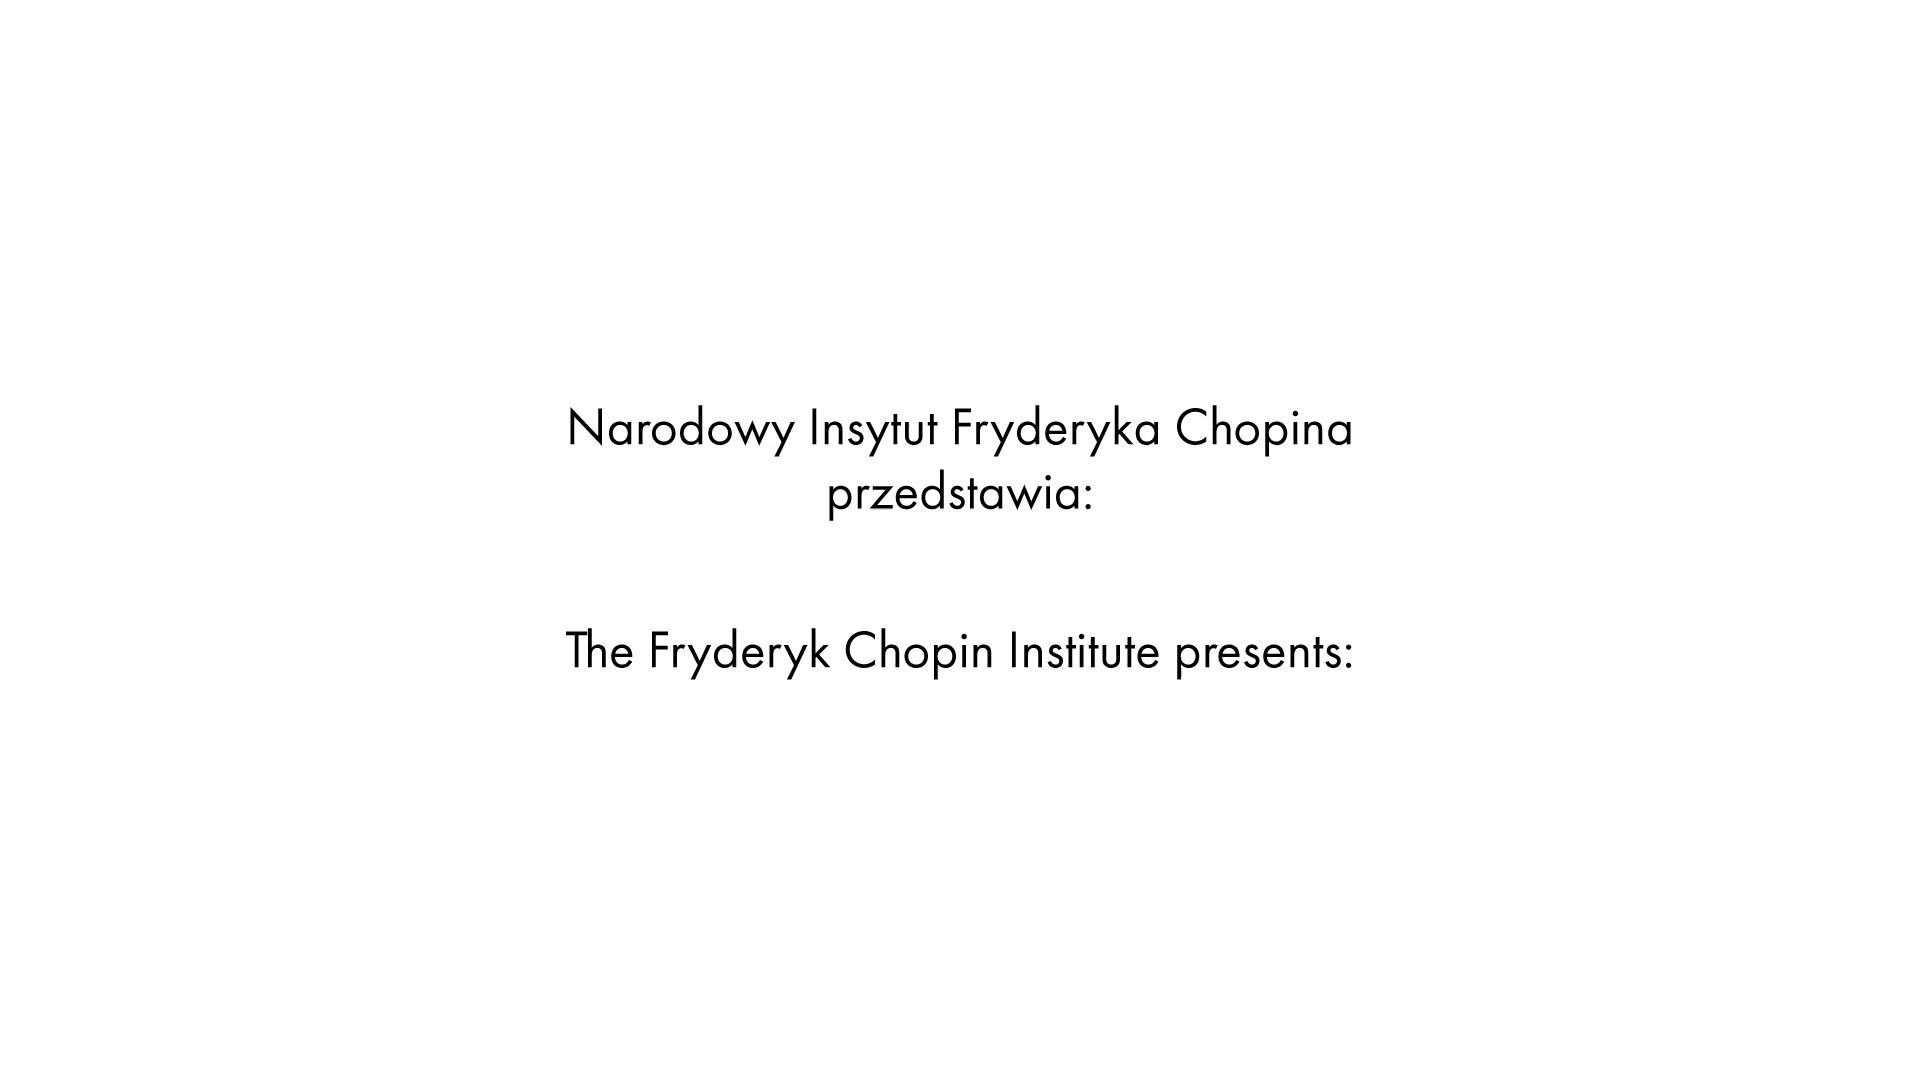 Narodowy Insytut Fryderyka Chopina
przedstawia:
The Fryderyk Chopin Institute presents: